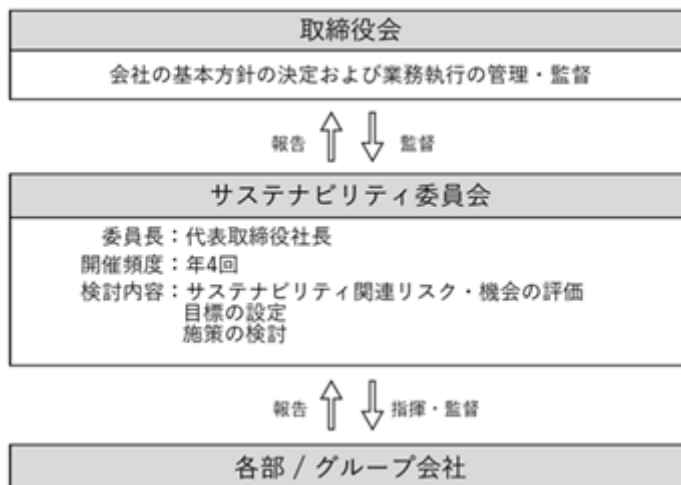 取締役会
会社の基本方針の決定および業務執行の管理・監督
報告 監督
サステナビリティ委員会
委員長：代表取締役社長
開催頻度：年4回
検討内容：サステナビリティ関連リスク・機会の評価
目標の設定
施策の検討
報告 指揮・監督
各部 / グループ会社